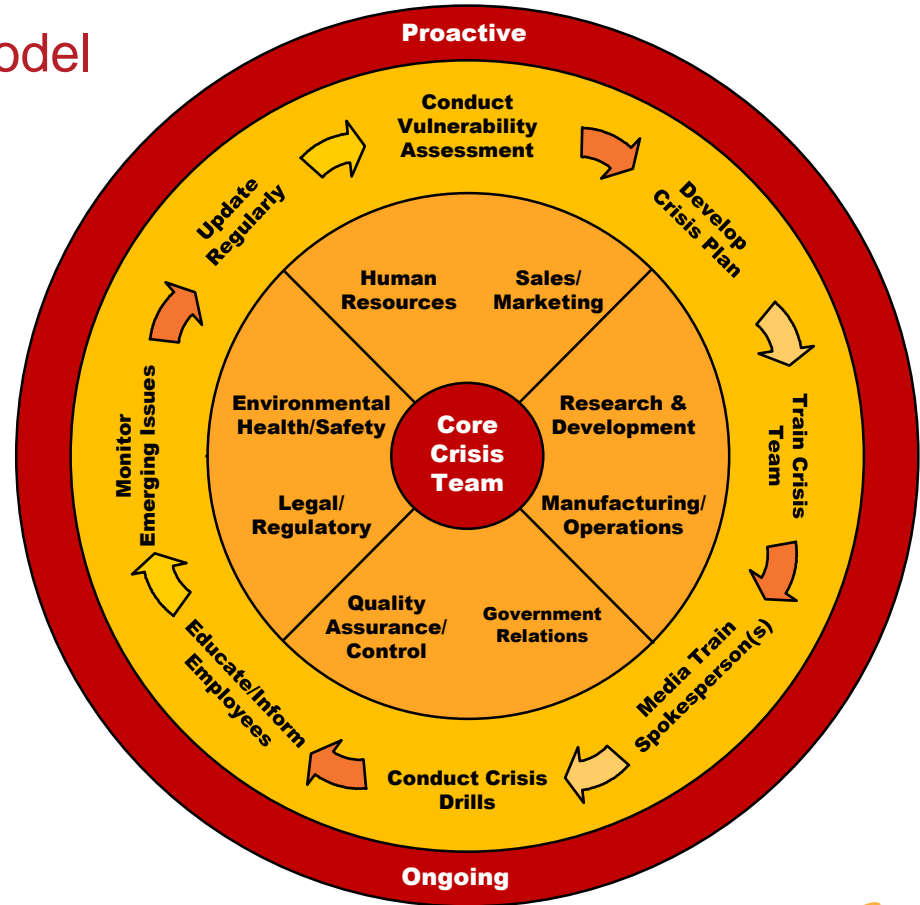 odel
Proactive
Conduct
Vulnerability
Assessment
Develop
Crisis Plan
Train Crisis
Team
Media Train
Spokesperson(s)
Conduct Crisis
Drills
Educate/Inform
Employees
Monitor
Emerging Issues
Update
Regularly
Human
Resources
Sales/
Marketing
Research &
Development
Manufacturing/
Operations
Government
Relations
Quality
Assurance/
Control
Legal/
Regulatory
Environmental
Health/Safety
Core
Crisis
Team
Ongoing